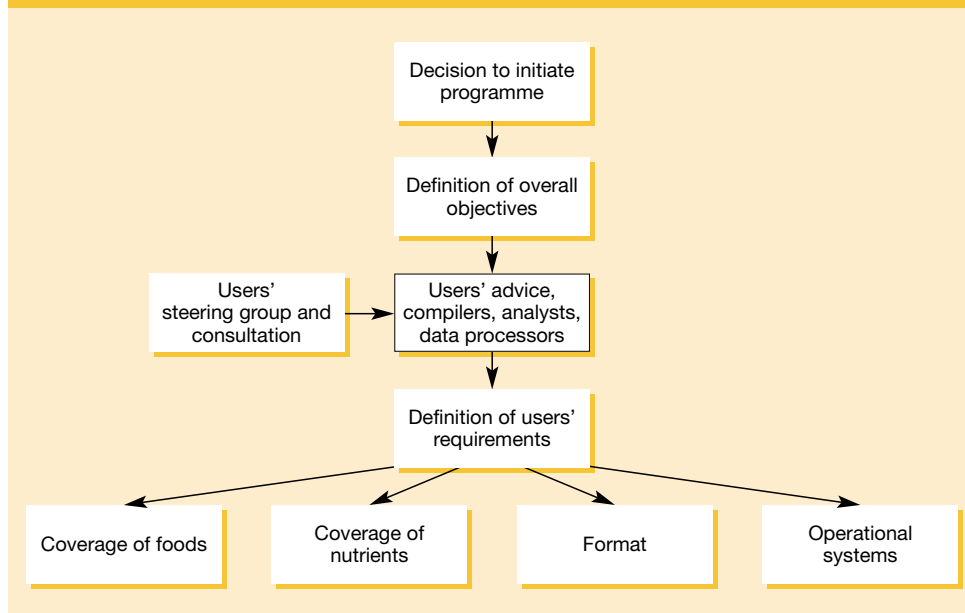 Decision to initiate
programme
Definition of overall
objectives
Users'
steering group and
consultation
Users' advice,
compilers, analysts,
data processors
Definition of users'
requirements
Coverage of foods
Coverage of
nutrients
Format
Operational
systems